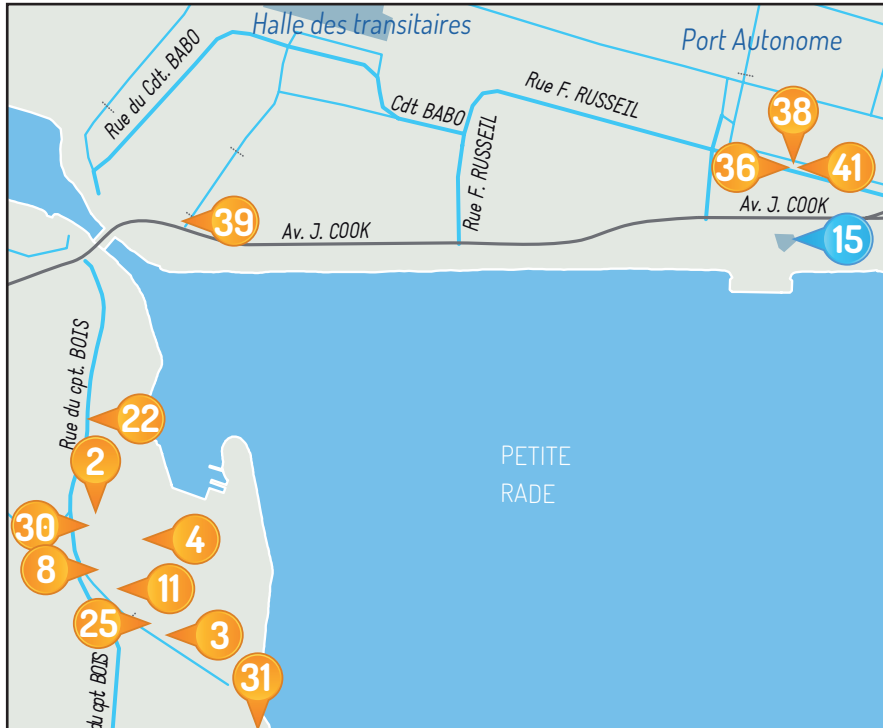 Halle des transitaires
Port Autonome
Rue du Cdt. BABO
Cdt BABO
Rue F. RUSSEIL
Rue F. RUSSEIL
38
36
41
39
Av. J. COOK
Av. J. COOK
15
Rue du cpt. BOIS
22
2
PETITE
RADE
30
4
8
11
25
3
31
du cpt BOIS